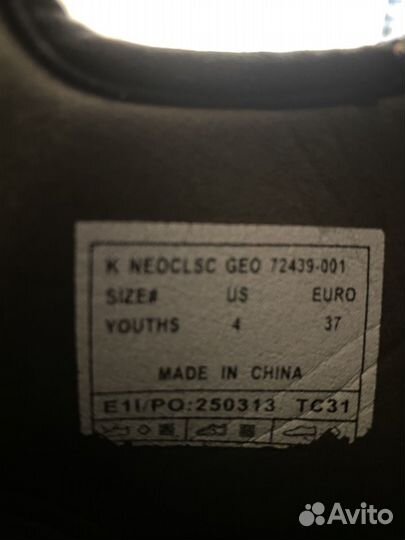 K NEOCLSC GEO 72439-001
SIZE# US EURO
YOUTHS 4 37
MADE IN CHINA
E1I/PO:250313 TC31
Avito